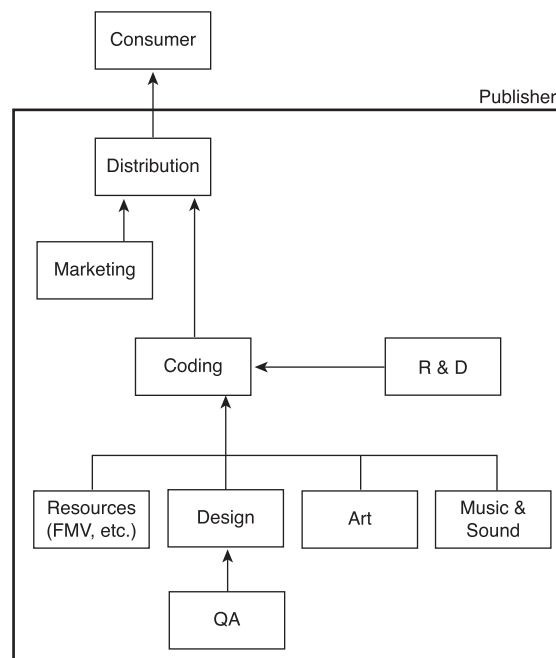 Consumer
Publisher
Distribution
Marketing
Coding
R & D
Resources
(FMV, etc.)
Design
Art
Music &
Sound
QA